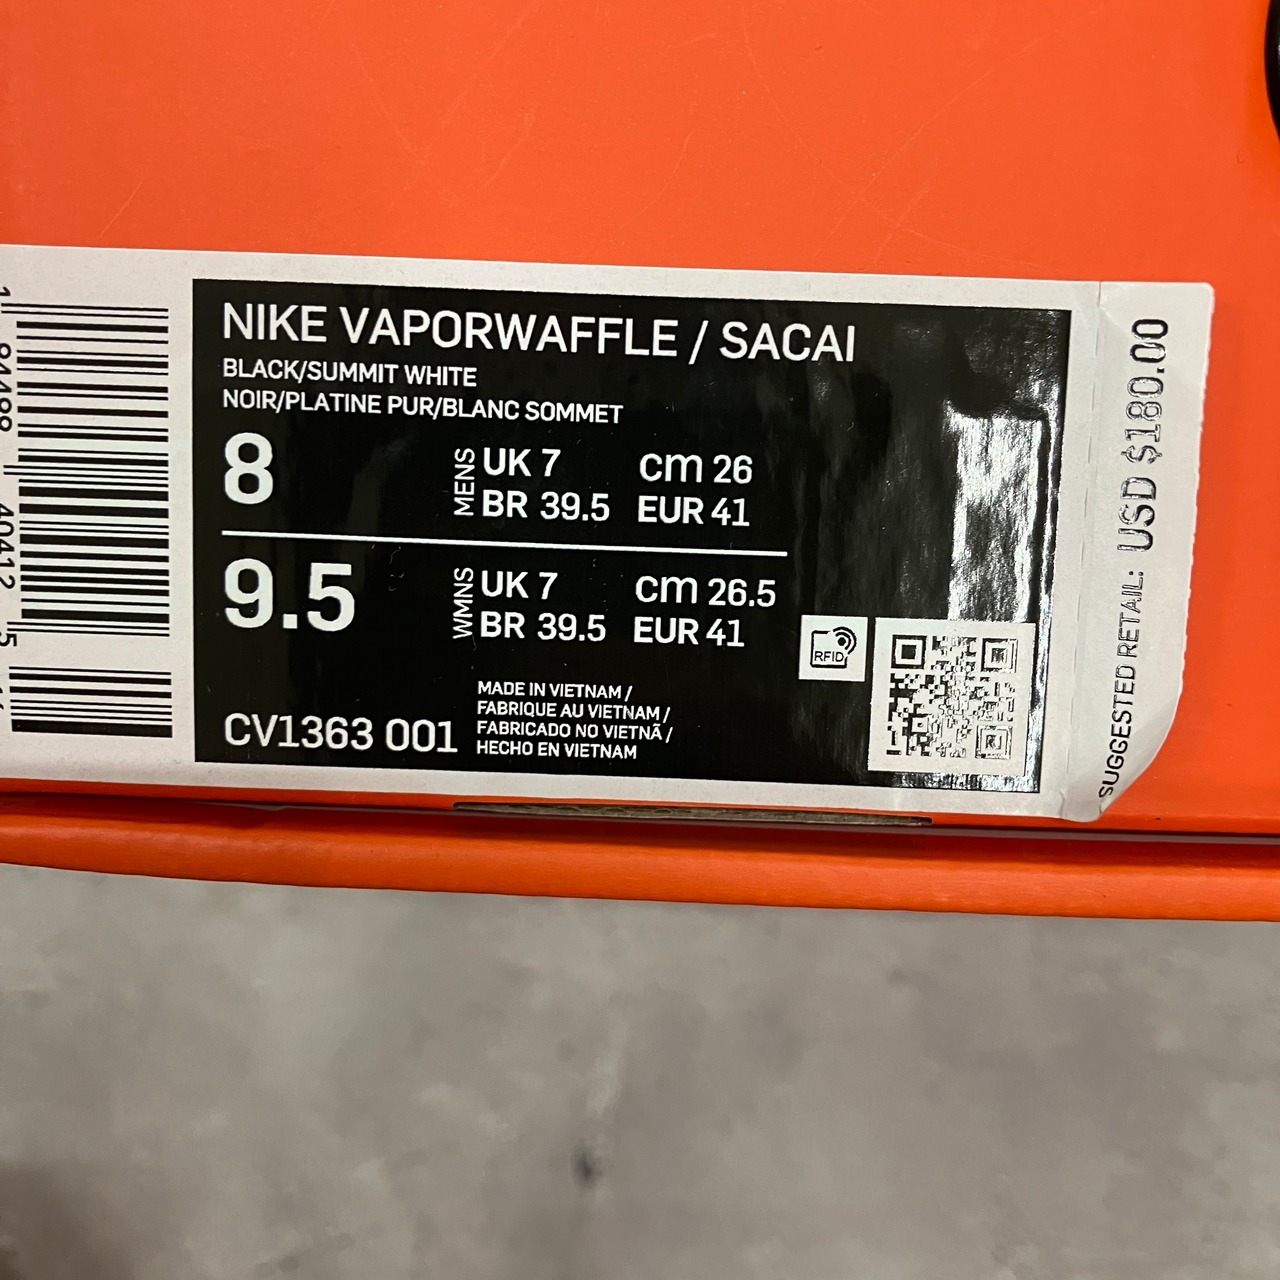 NIKE VAPORWAFFLE / SACAI
BLACK/SUMMIT WHITE
NOIR/PLATINE PUR/BLANC SOMMET
8
MENS
UK 7 cm 26
BR 39.5 EUR 41
9.5
WMNS
UK 7 cm 26.5
BR 39.5 EUR 41
RFID
CV1363 001
MADE IN VIETNAM /
FABRIQUE AU VIETNAM /
FABRICADO NO VIETNÃ /
HECHO EN VIETNAM
SUGGESTED RETAIL: USD $180.00
40412 5